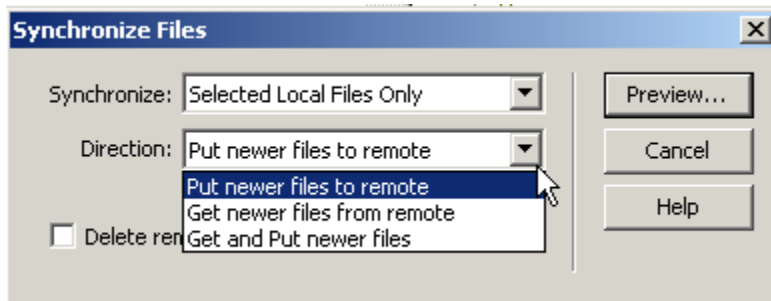 Synchronize Files
Synchronize: Selected Local Files Only
Preview...
Direction: Put newer files to remote
Cancel
Put newer files to remote
Get newer files from remote
Help
Delete
Get and Put newer files